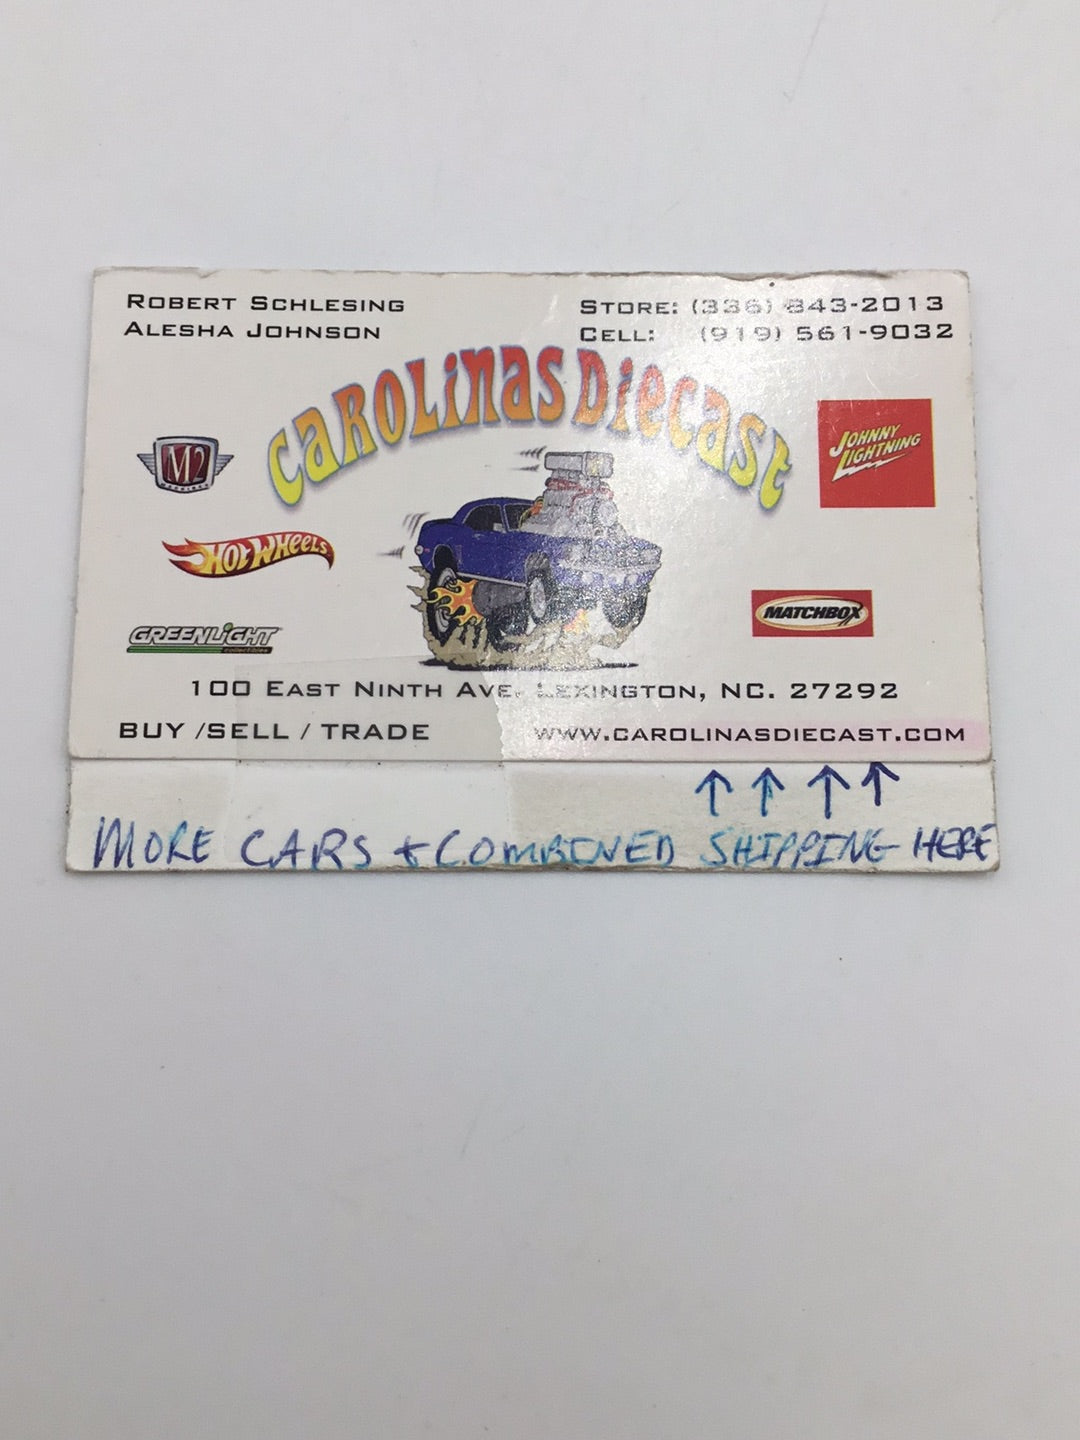 ROBERT SCHLESING
ALESHA JOHNSON
STORE: (336) 843-2013
CELL: (919) 561-9032
CAROLINAS DIECAST
M2
MACHINES
JOHNNY
LIGHTNING
HOT WHEELS
MATCHBOX
GREENLIGHT
collectibles
100 EAST NINTH AVE. LEXINGTON, NC. 27292
BUY /SELL / TRADE
WWW.CAROLINASDIECAST.COM
↑ ↑ ↑ ↑
MORE CARS + COMBINED SHIPPING HERE